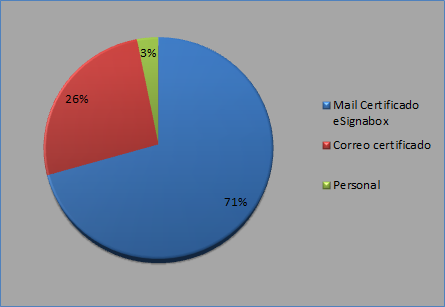 3%
26%
71%
Mail Certificado
eSignabox
Correo certificado
Personal